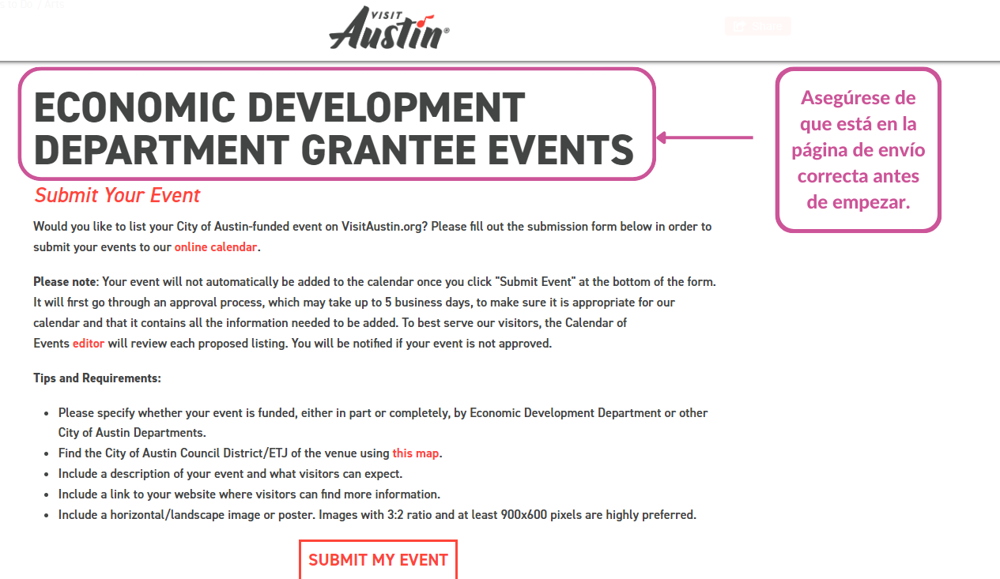 s to Do / Arts
VISIT
Austin®
Share
ECONOMIC DEVELOPMENT
DEPARTMENT GRANTEE EVENTS
Asegúrese de
que está en la
página de envío
correcta antes
de empezar.
Submit Your Event
Would you like to list your City of Austin-funded event on VisitAustin.org? Please fill out the submission form below in order to
submit your events to our online calendar.
Please note: Your event will not automatically be added to the calendar once you click "Submit Event" at the bottom of the form.
It will first go through an approval process, which may take up to 5 business days, to make sure it is appropriate for our
calendar and that it contains all the information needed to be added. To best serve our visitors, the Calendar of
Events editor will review each proposed listing. You will be notified if your event is not approved.
Tips and Requirements:
• Please specify whether your event is funded, either in part or completely, by Economic Development Department or other
City of Austin Departments.
• Find the City of Austin Council District/ETJ of the venue using this map.
• Include a description of your event and what visitors can expect.
• Include a link to your website where visitors can find more information.
• Include a horizontal/landscape image or poster. Images with 3:2 ratio and at least 900x600 pixels are highly preferred.
SUBMIT MY EVENT